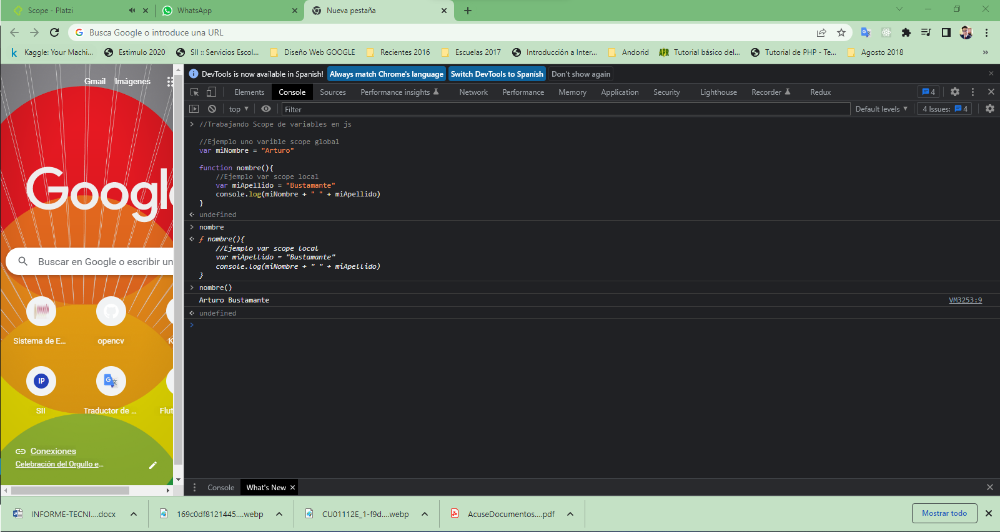 Scope - Platzi
WhatsApp
Nueva pestaña
Busca Google o introduce una URL
Kaggle: Your Machi...
Estimulo 2020
SII :: Servicios Escol...
Diseño Web GOOGLE
Recientes 2016
Escuelas 2017
Introducción a Inter...
Andorid
APR
Tutorial básico del...
Tutorial de PHP - Te...
Agosto 2018
»
Gmail Imágenes
Google
Buscar en Google o escribir un
Sistema de E...
opencv
K
IP
SII
Traductor de ...
Flut
Conexiones
Celebración del Orgullo e...
DevTools is now available in Spanish! Always match Chrome's language Switch DevTools to Spanish Don't show again
Elements Console Sources Performance insights Network Performance Memory Application Security Lighthouse Recorder Redux 4
top Filter Default levels 4 Issues: 4
> //Trabajando Scope de variables en js
//Ejemplo uno varible scope global
var miNombre = "Arturo"
function nombre(){
//Ejemplo var scope local
var miApellido = "Bustamante"
console.log(miNombre + " " + miApellido)
}
undefined
> nombre
ƒ nombre(){
//Ejemplo var scope local
var miApellido = "Bustamante"
console.log(miNombre + " " + miApellido)
}
> nombre()
Arturo Bustamante VM3253:9
undefined
>
Console What's New
INFORME-TECNI....docx
169c0df8121445....webp
CU01112E_1-f9d....webp
AcuseDocumentos....pdf
Mostrar todo